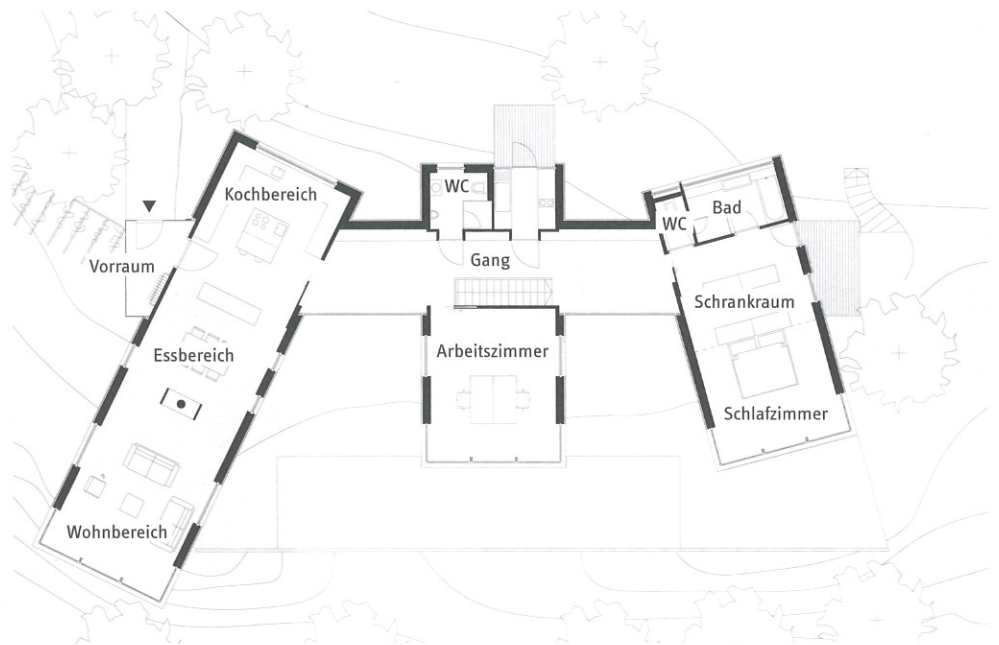 WC
Kochbereich
Bad
WC
Vorraum
Gang
Schrankraum
Essbereich
Arbeitszimmer
Schlafzimmer
Wohnbereich